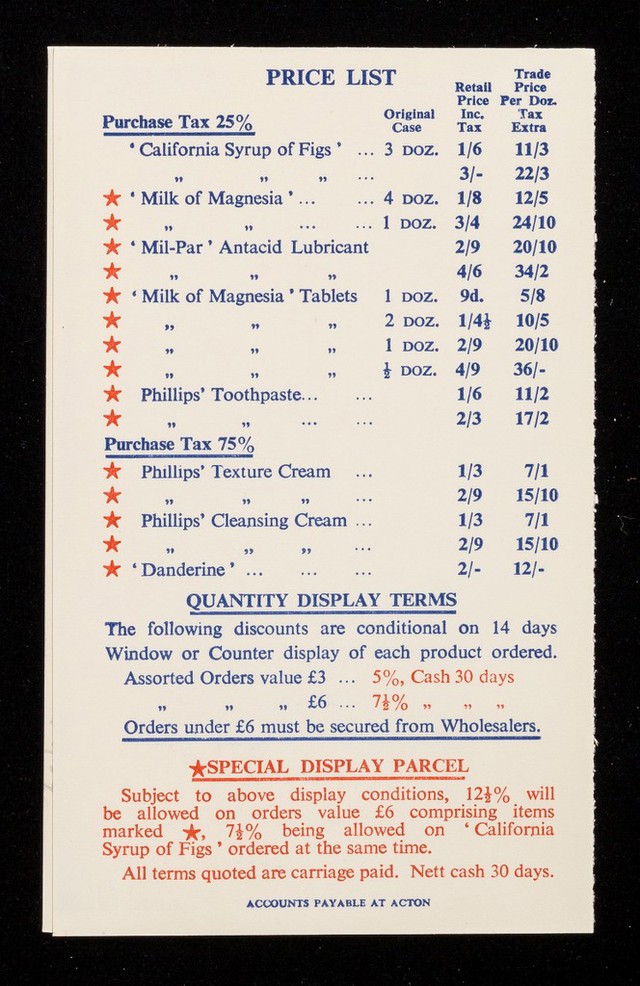 PRICE LIST
Purchase Tax 25% Original Case Retail Price Inc. Tax Trade Price Per Doz. Tax Extra
‘ California Syrup of Figs ’ ... 3 DOZ. 1/6 11/3
„ „ „ ... 3/- 22/3
★ ‘ Milk of Magnesia ’ ... ... 4 DOZ. 1/8 12/5
★ „ „ ... ... 1 DOZ. 3/4 24/10
★ ‘ Mil-Par ’ Antacid Lubricant 2/9 20/10
★ „ „ „ 4/6 34/2
★ ‘ Milk of Magnesia ’ Tablets 1 DOZ. 9d. 5/8
★ „ „ „ 2 DOZ. 1/4½ 10/5
★ „ „ „ 1 DOZ. 2/9 20/10
★ „ „ „ ½ DOZ. 4/9 36/-
★ Phillips’ Toothpaste... ... 1/6 11/2
★ „ „ ... ... 2/3 17/2
Purchase Tax 75%
★ Phillips’ Texture Cream ... 1/3 7/1
★ „ „ „ ... 2/9 15/10
★ Phillips’ Cleansing Cream ... 1/3 7/1
★ „ „ „ ... 2/9 15/10
★ ‘ Danderine ’ ... ... ... 2/- 12/-
QUANTITY DISPLAY TERMS
The following discounts are conditional on 14 days
Window or Counter display of each product ordered.
Assorted Orders value £3 ... 5%, Cash 30 days
„ „ „ £6 ... 7½% „ „ „
Orders under £6 must be secured from Wholesalers.
★SPECIAL DISPLAY PARCEL
Subject to above display conditions, 12½% will
be allowed on orders value £6 comprising items
marked ★, 7½% being allowed on ‘ California
Syrup of Figs ’ ordered at the same time.
All terms quoted are carriage paid. Nett cash 30 days.
ACCOUNTS PAYABLE AT ACTON